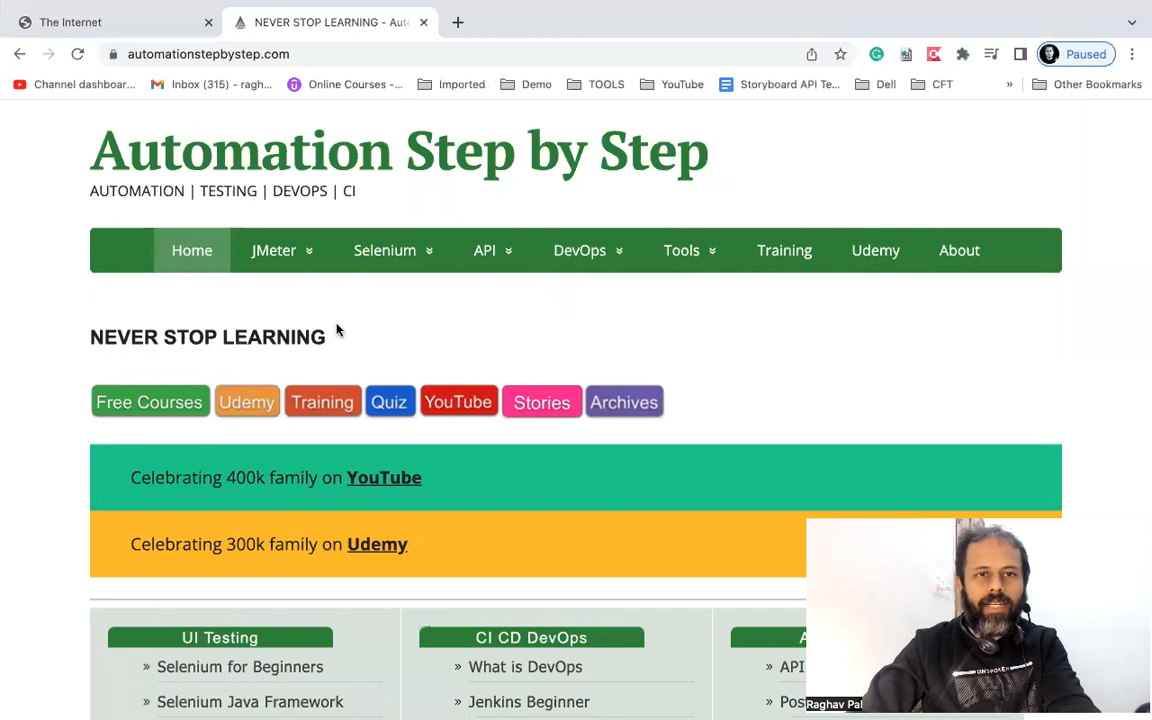 The Internet
NEVER STOP LEARNING - Auto
automationstepbystep.com
Paused
Channel dashboar...
Inbox (315) - ragh...
Online Courses -...
Imported
Demo
TOOLS
YouTube
Storyboard API Te...
Dell
CFT
»
Other Bookmarks
Automation Step by Step
AUTOMATION | TESTING | DEVOPS | CI
Home
JMeter
Selenium
API
DevOps
Tools
Training
Udemy
About
NEVER STOP LEARNING
Free Courses
Udemy
Training
Quiz
YouTube
Stories
Archives
Celebrating 400k family on YouTube
Celebrating 300k family on Udemy
UI Testing
CI CD DevOps
A
» Selenium for Beginners
» What is DevOps
» API
» Selenium Java Framework
» Jenkins Beginner
» Pos
UNSPOKEN
Raghav Pal